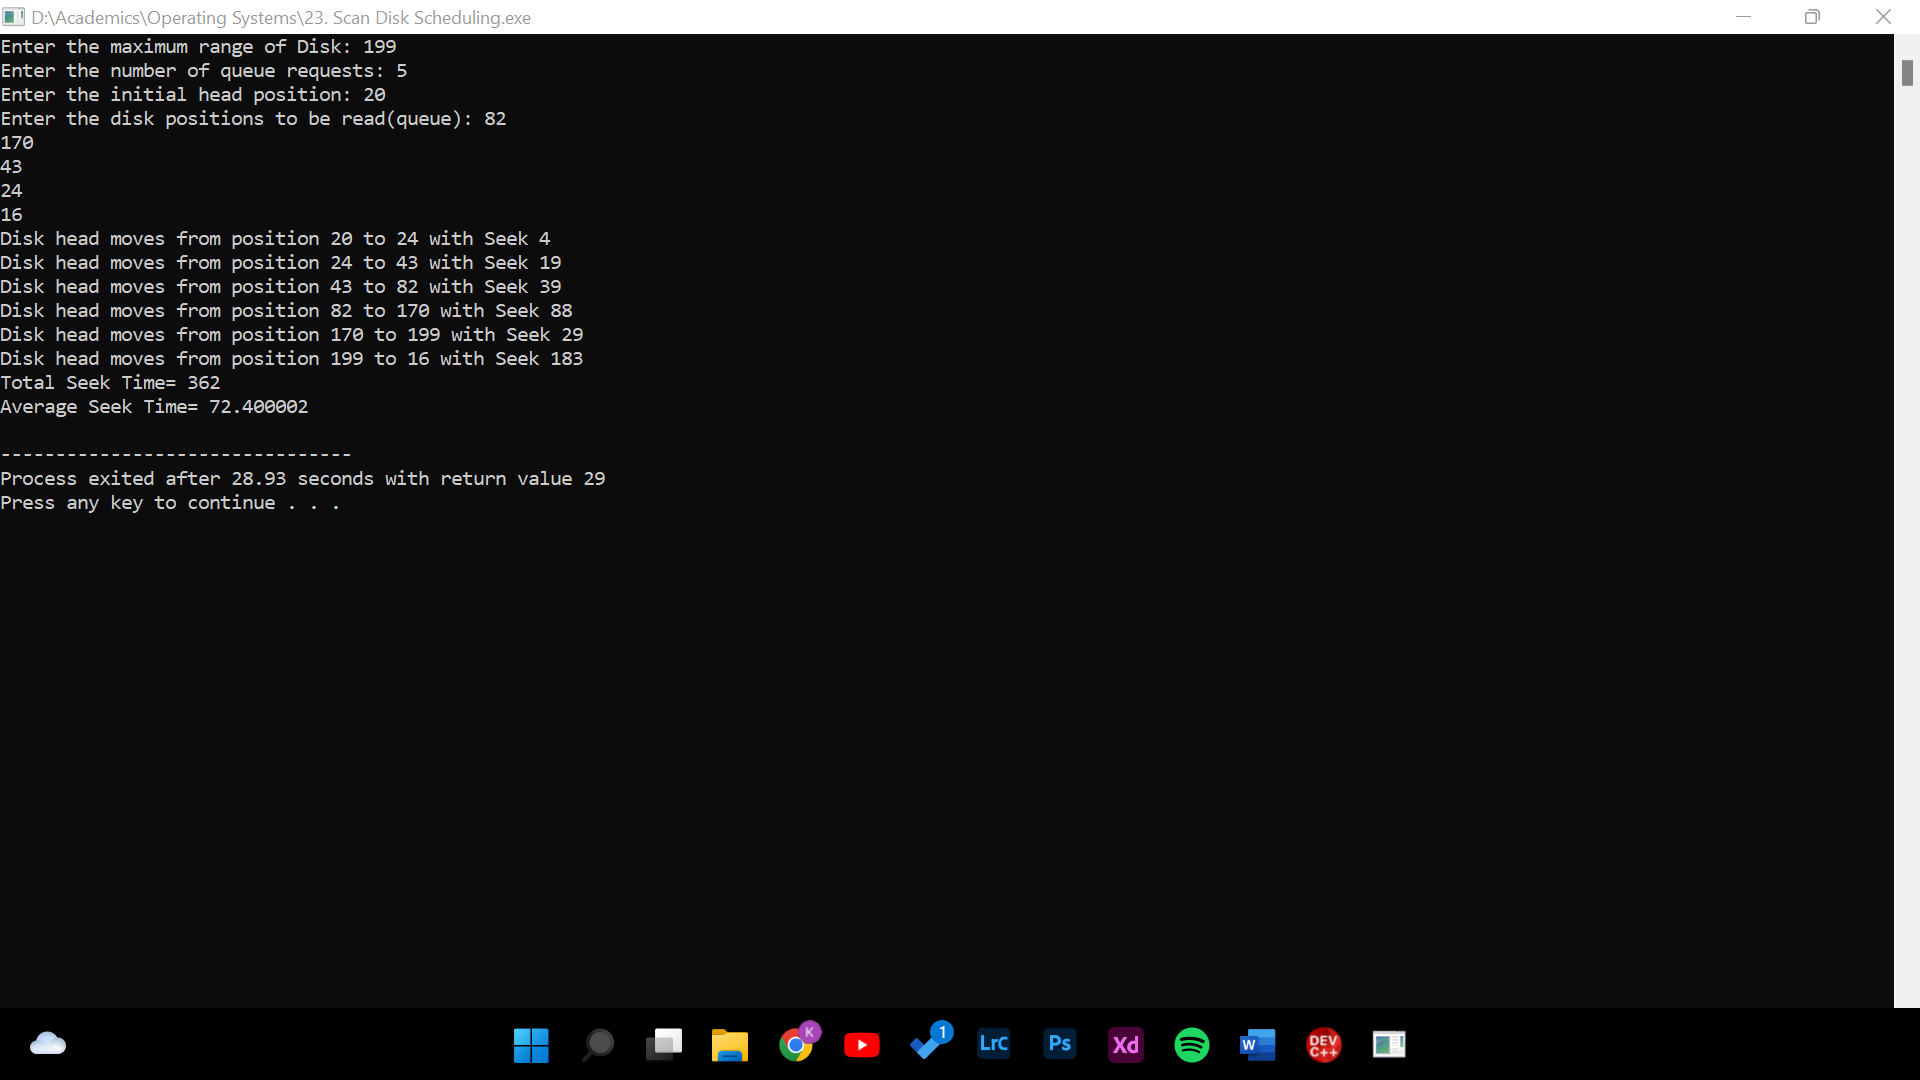 D:\Academics\Operating Systems\23. Scan Disk Scheduling.exe
Enter the maximum range of Disk: 199
Enter the number of queue requests: 5
Enter the initial head position: 20
Enter the disk positions to be read(queue): 82
170
43
24
16
Disk head moves from position 20 to 24 with Seek 4
Disk head moves from position 24 to 43 with Seek 19
Disk head moves from position 43 to 82 with Seek 39
Disk head moves from position 82 to 170 with Seek 88
Disk head moves from position 170 to 199 with Seek 29
Disk head moves from position 199 to 16 with Seek 183
Total Seek Time= 362
Average Seek Time= 72.400002
--------------------------------
Process exited after 28.93 seconds with return value 29
Press any key to continue . . .
K
1
LrC
Ps
Xd
W
DEV
C++